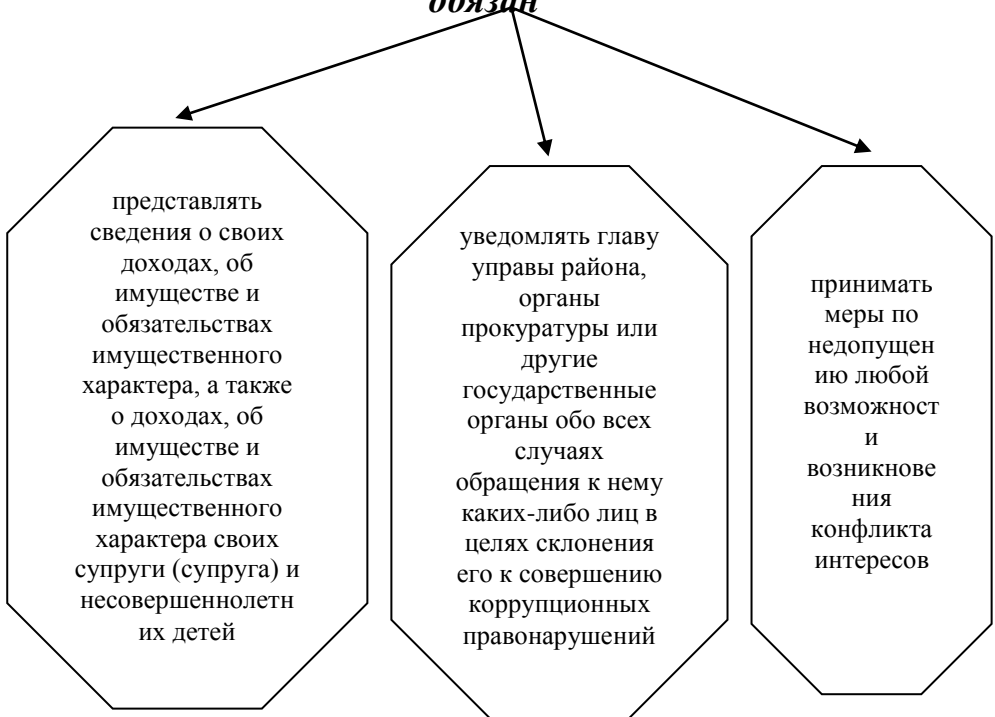 обязан
представлять
сведения о своих
доходах, об
имуществе и
обязательствах
имущественного
характера, а также
о доходах, об
имуществе и
обязательствах
имущественного
характера своих
супруги (супруга) и
несовершеннолетн
их детей
уведомлять главу
управы района,
органы
прокуратуры или
другие
государственные
органы обо всех
случаях
обращения к нему
каких-либо лиц в
целях склонения
его к совершению
коррупционных
правонарушений
принимать
меры по
недопущен
ию любой
возможност
и
возникнове
ния
конфликта
интересов